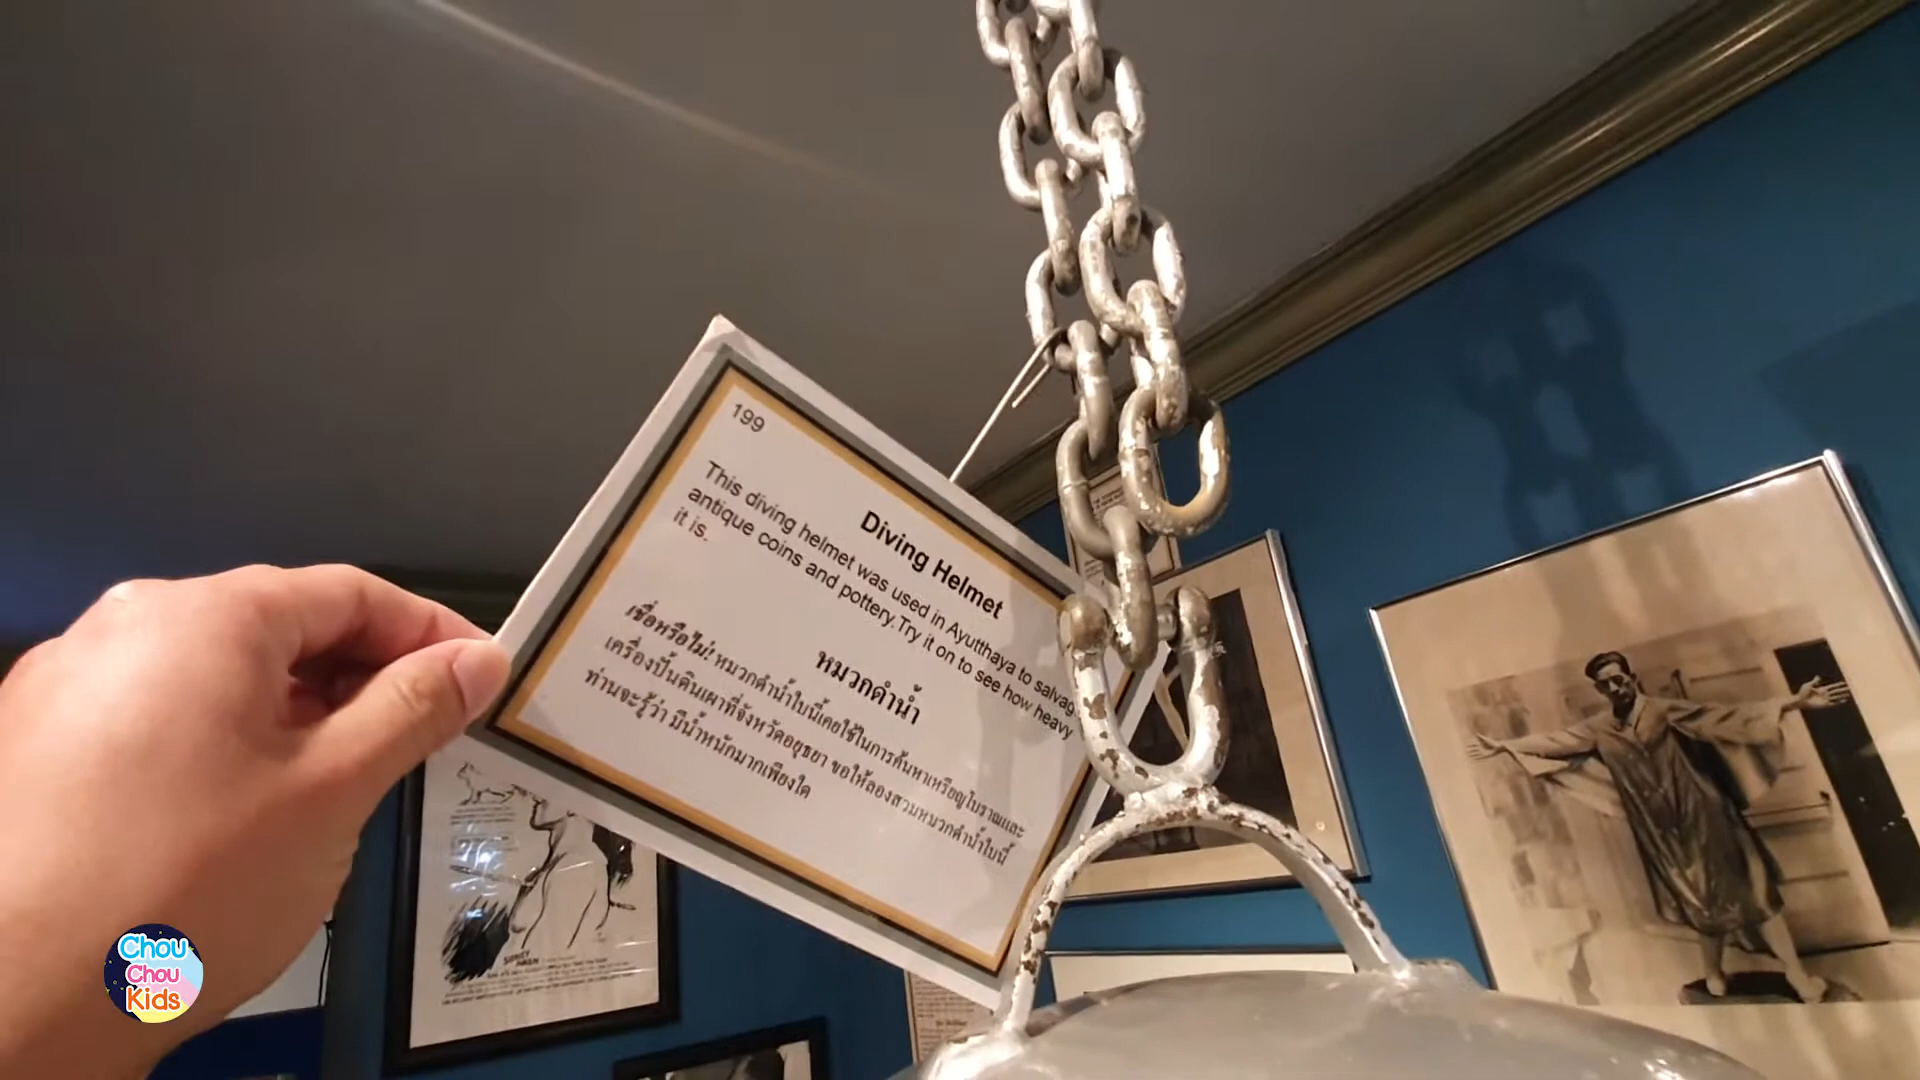 199
Diving Helmet
This diving helmet was used in Ayutthaya to salvag
antique coins and pottery.Try it on to see how heavy
it is.
หมวกดำน้ำ
เชื่อหรือไม่! หมวกดำน้ำใบนี้เคยใช้ในการค้นหาเหรียญโบราณและ
เครื่องปั้นดินเผาที่จังหวัดอยุธยา ขอให้ลองสวมหมวกดำน้ำใบนี้
ท่านจะรู้ว่า มีน้ำหนักมากเพียงใด
Chou
Chou
Kids